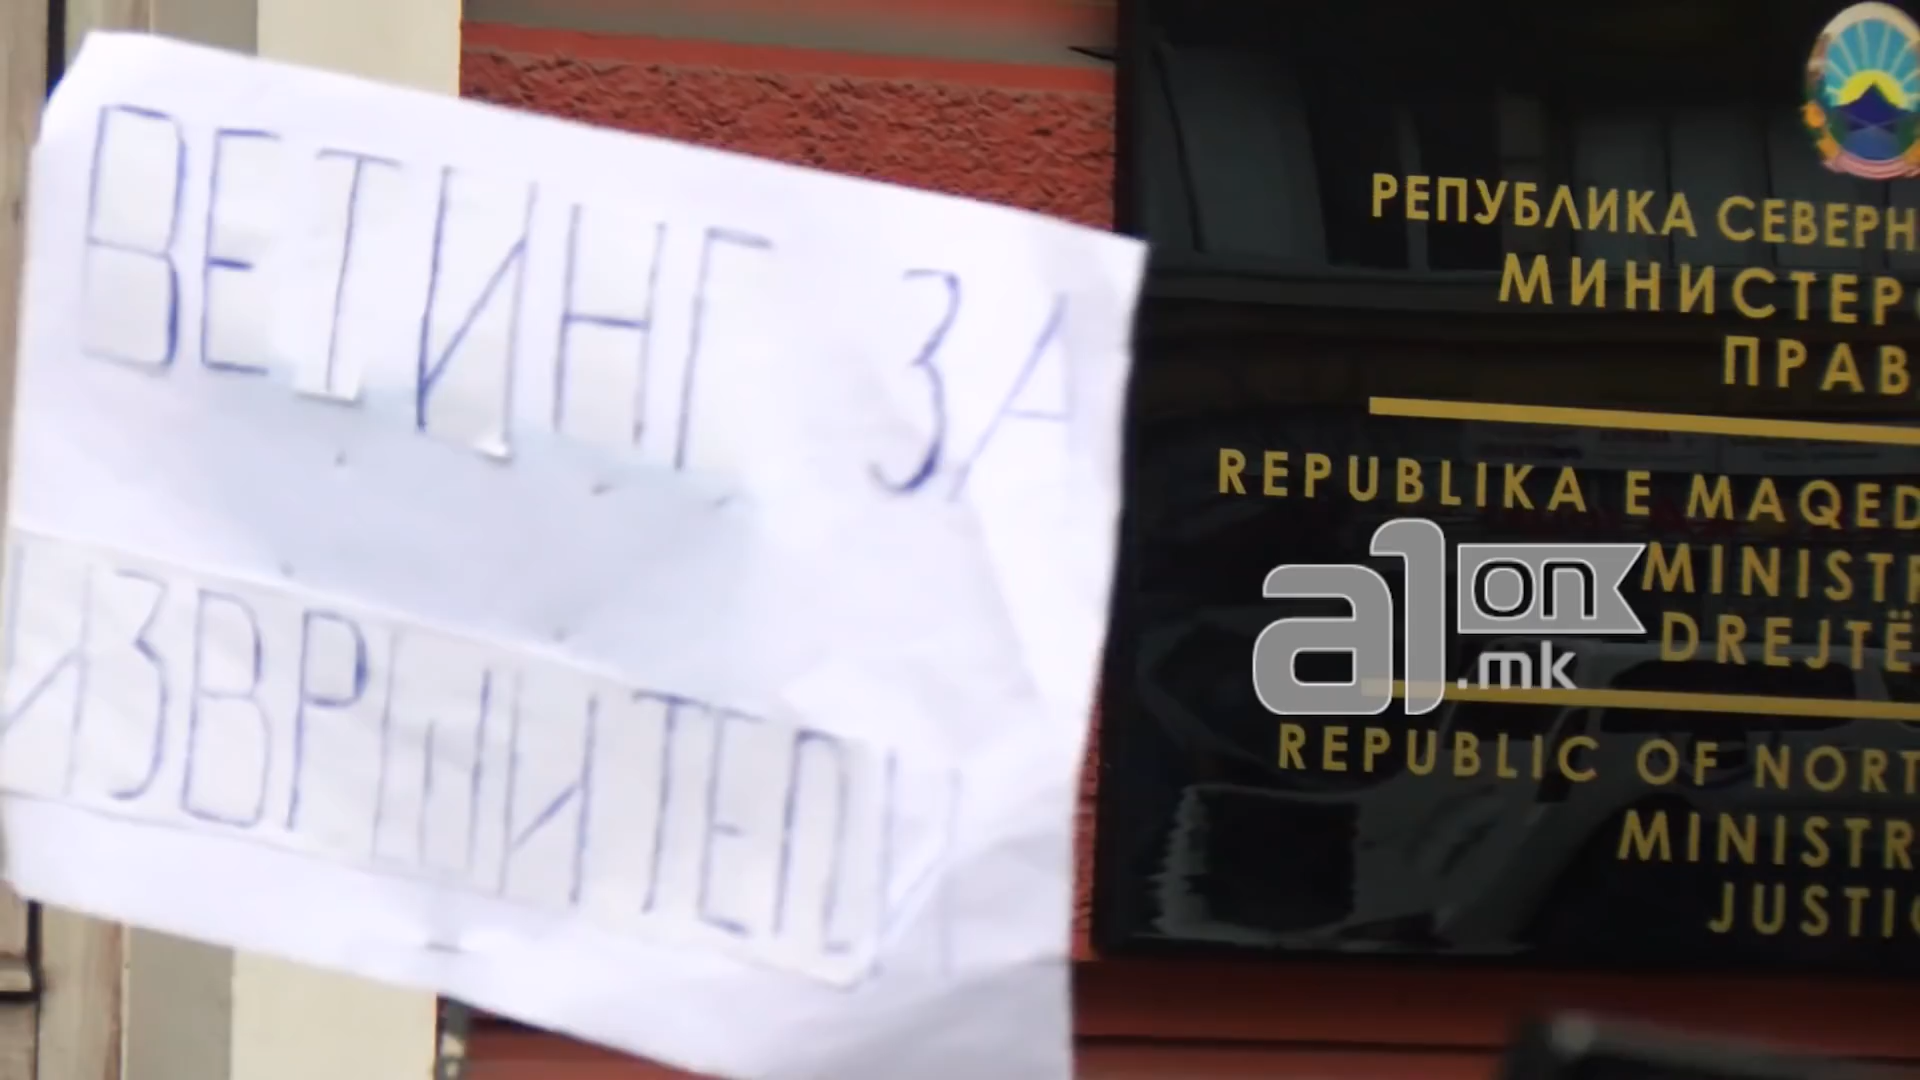 ВЕТИНГ ЗА
ИЗВРШИТЕЛИ
РЕПУБЛИКА СЕВЕРН
МИНИСТЕР
ПРАВ
REPUBLIKA E MAQED
MINISTR
DREJTË
REPUBLIC OF NORT
MINISTR
JUSTIC
a1on.mk